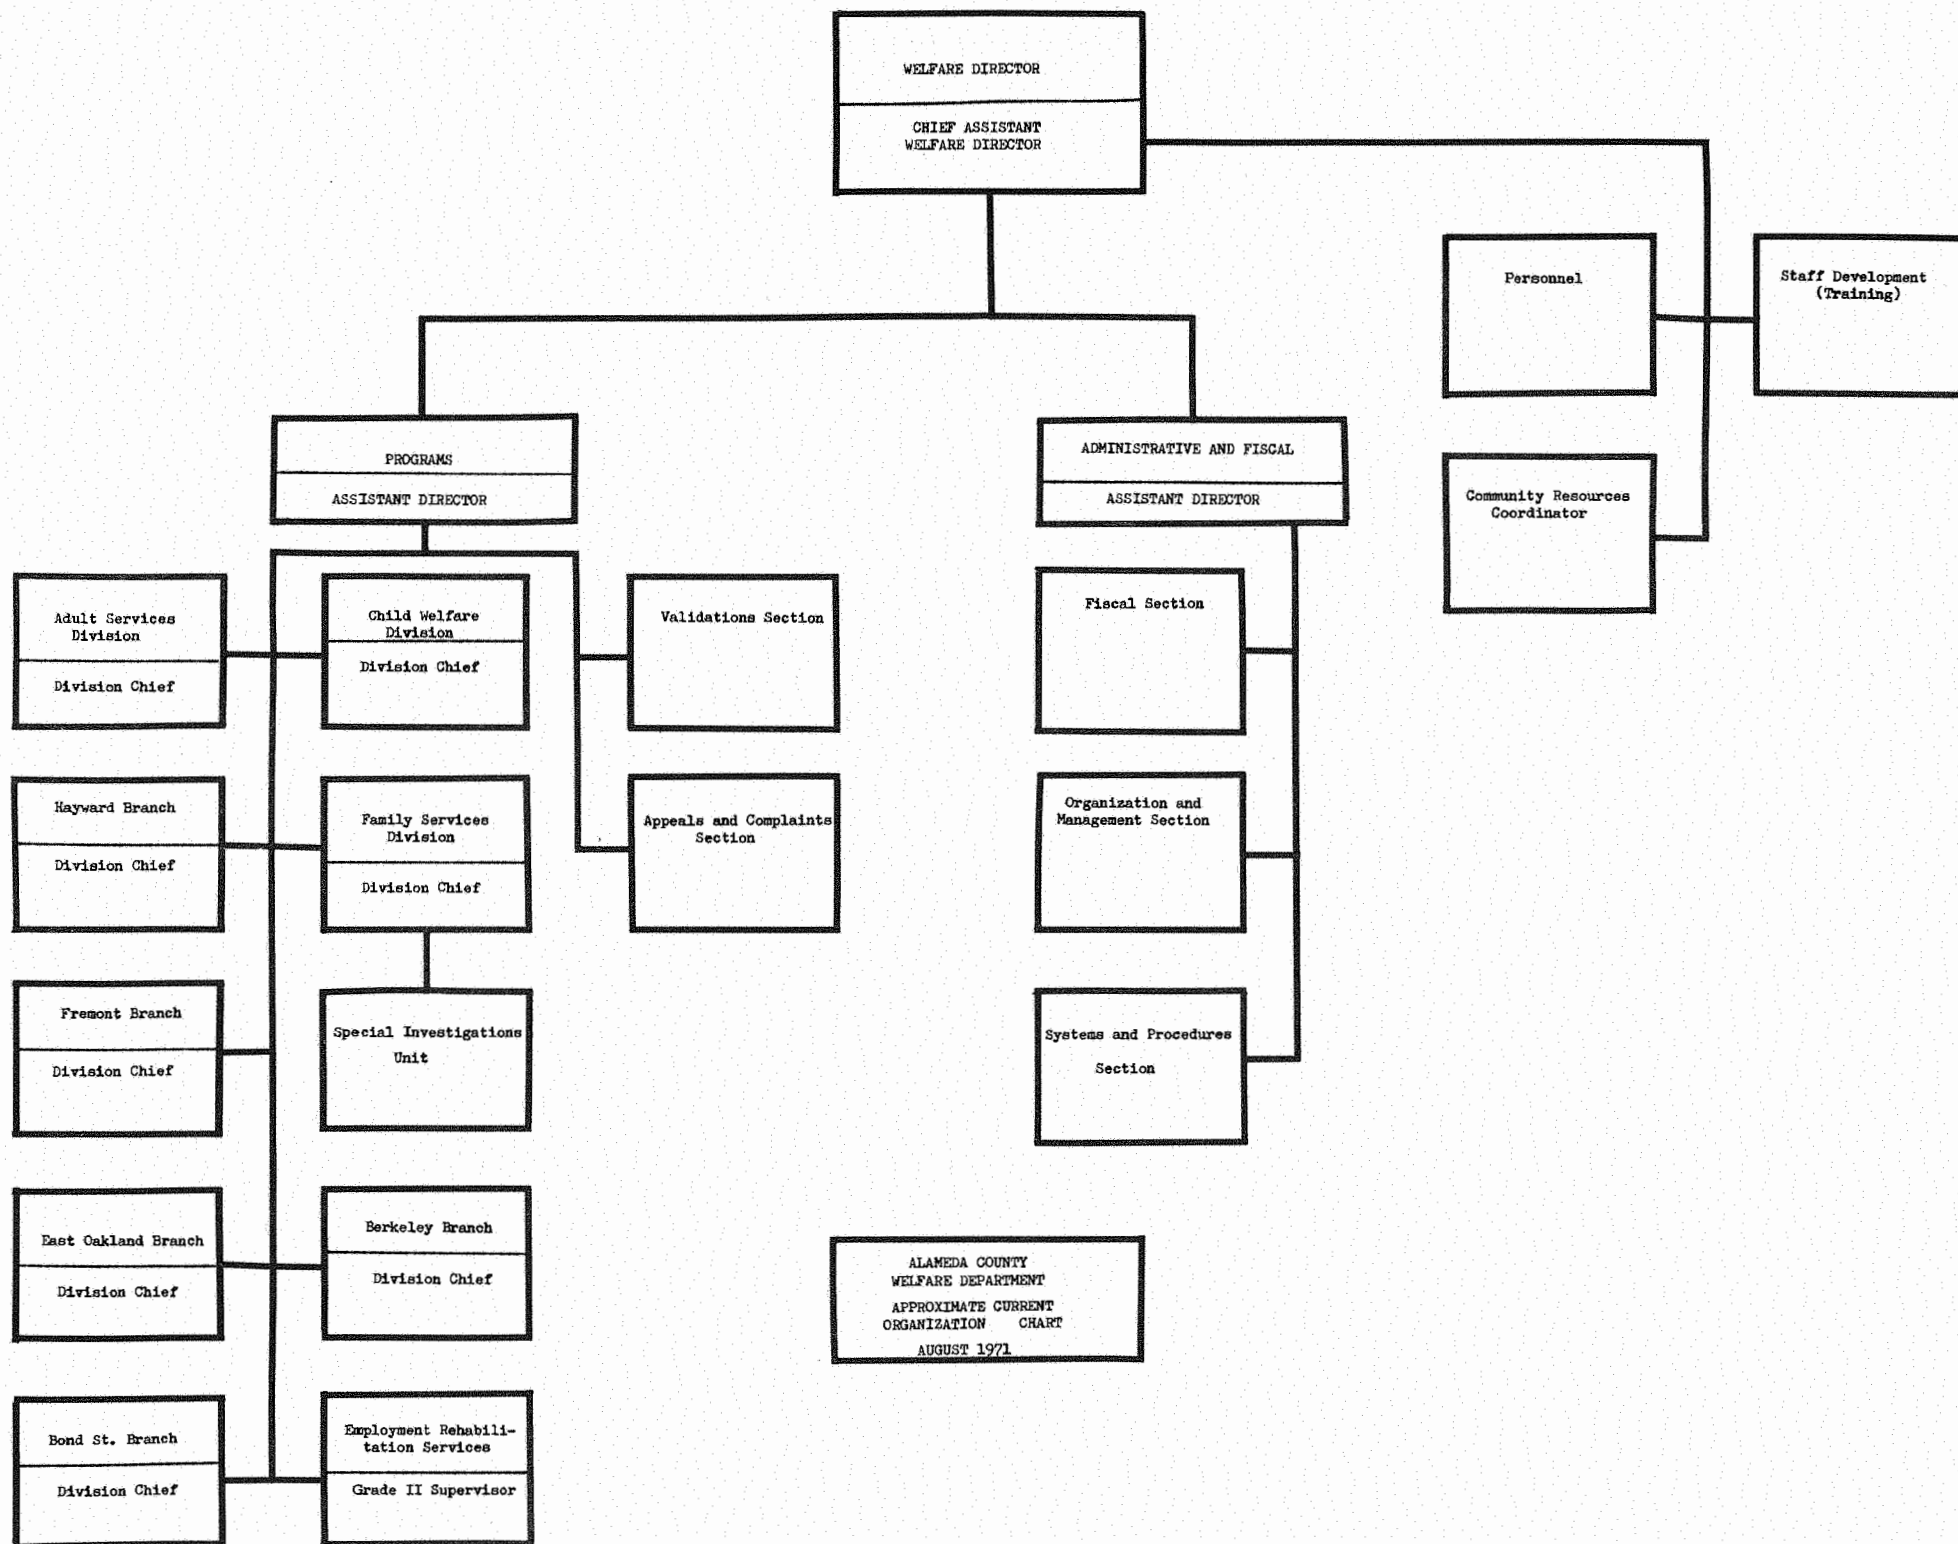 WELFARE DIRECTOR
CHIEF ASSISTANT
WELFARE DIRECTOR
Personnel
Staff Development
(Training)
PROGRAMS
ASSISTANT DIRECTOR
ADMINISTRATIVE AND FISCAL
ASSISTANT DIRECTOR
Community Resources
Coordinator
Adult Services
Division
Division Chief
Child Welfare
Division
Division Chief
Validations Section
Fiscal Section
Hayward Branch
Division Chief
Family Services
Division
Division Chief
Appeals and Complaints
Section
Organization and
Management Section
Fremont Branch
Division Chief
Special Investigations
Unit
Systems and Procedures
Section
East Oakland Branch
Division Chief
Berkeley Branch
Division Chief
ALAMEDA COUNTY
WELFARE DEPARTMENT
APPROXIMATE CURRENT
ORGANIZATION CHART
AUGUST 1971
Bond St. Branch
Division Chief
Employment Rehabili-
tation Services
Grade II Supervisor